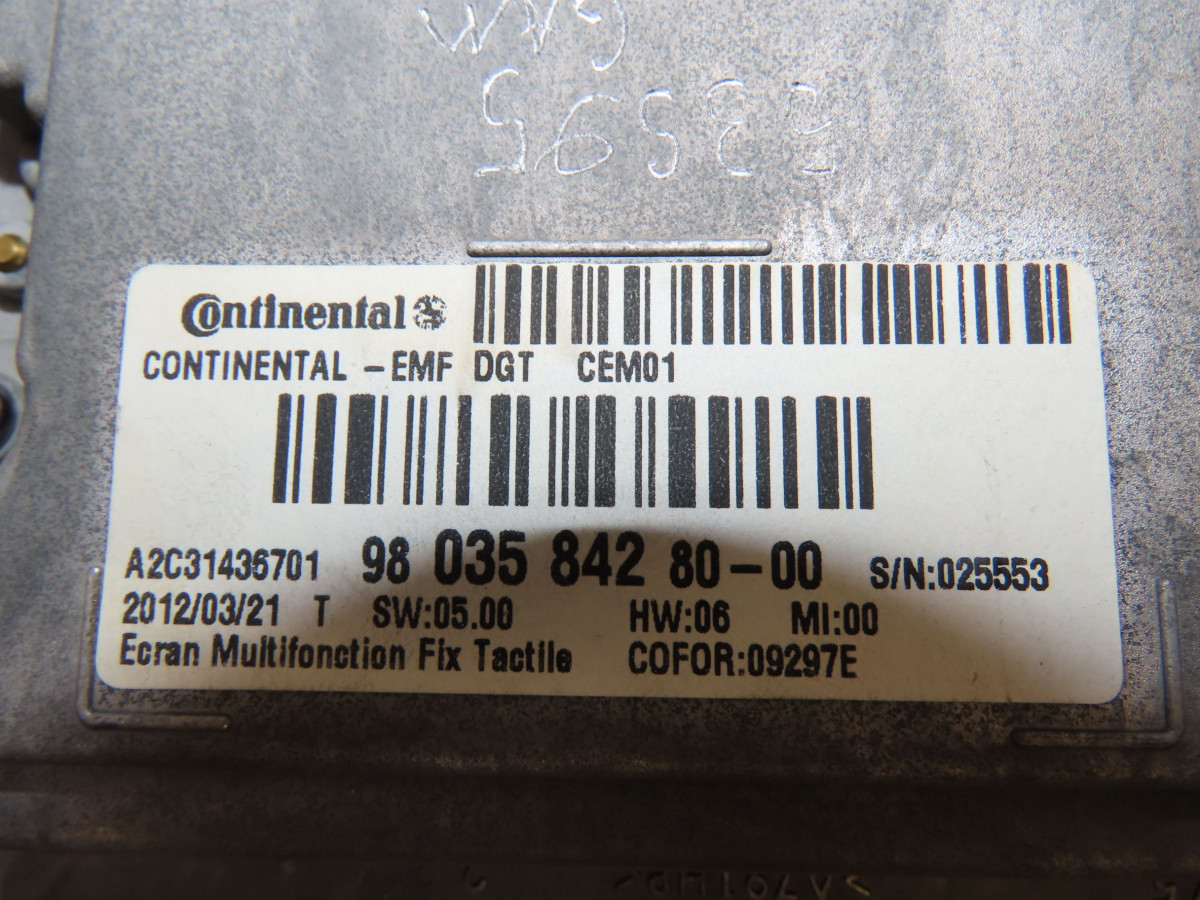 53595
Continental
CONTINENTAL -EMF DGT CEM01
A2C31436701 98 035 842 80-00 S/N:025553
2012/03/21 T SW:05.00 HW:06 MI:00
Ecran Multifonction Fix Tactile COFOR:09297E